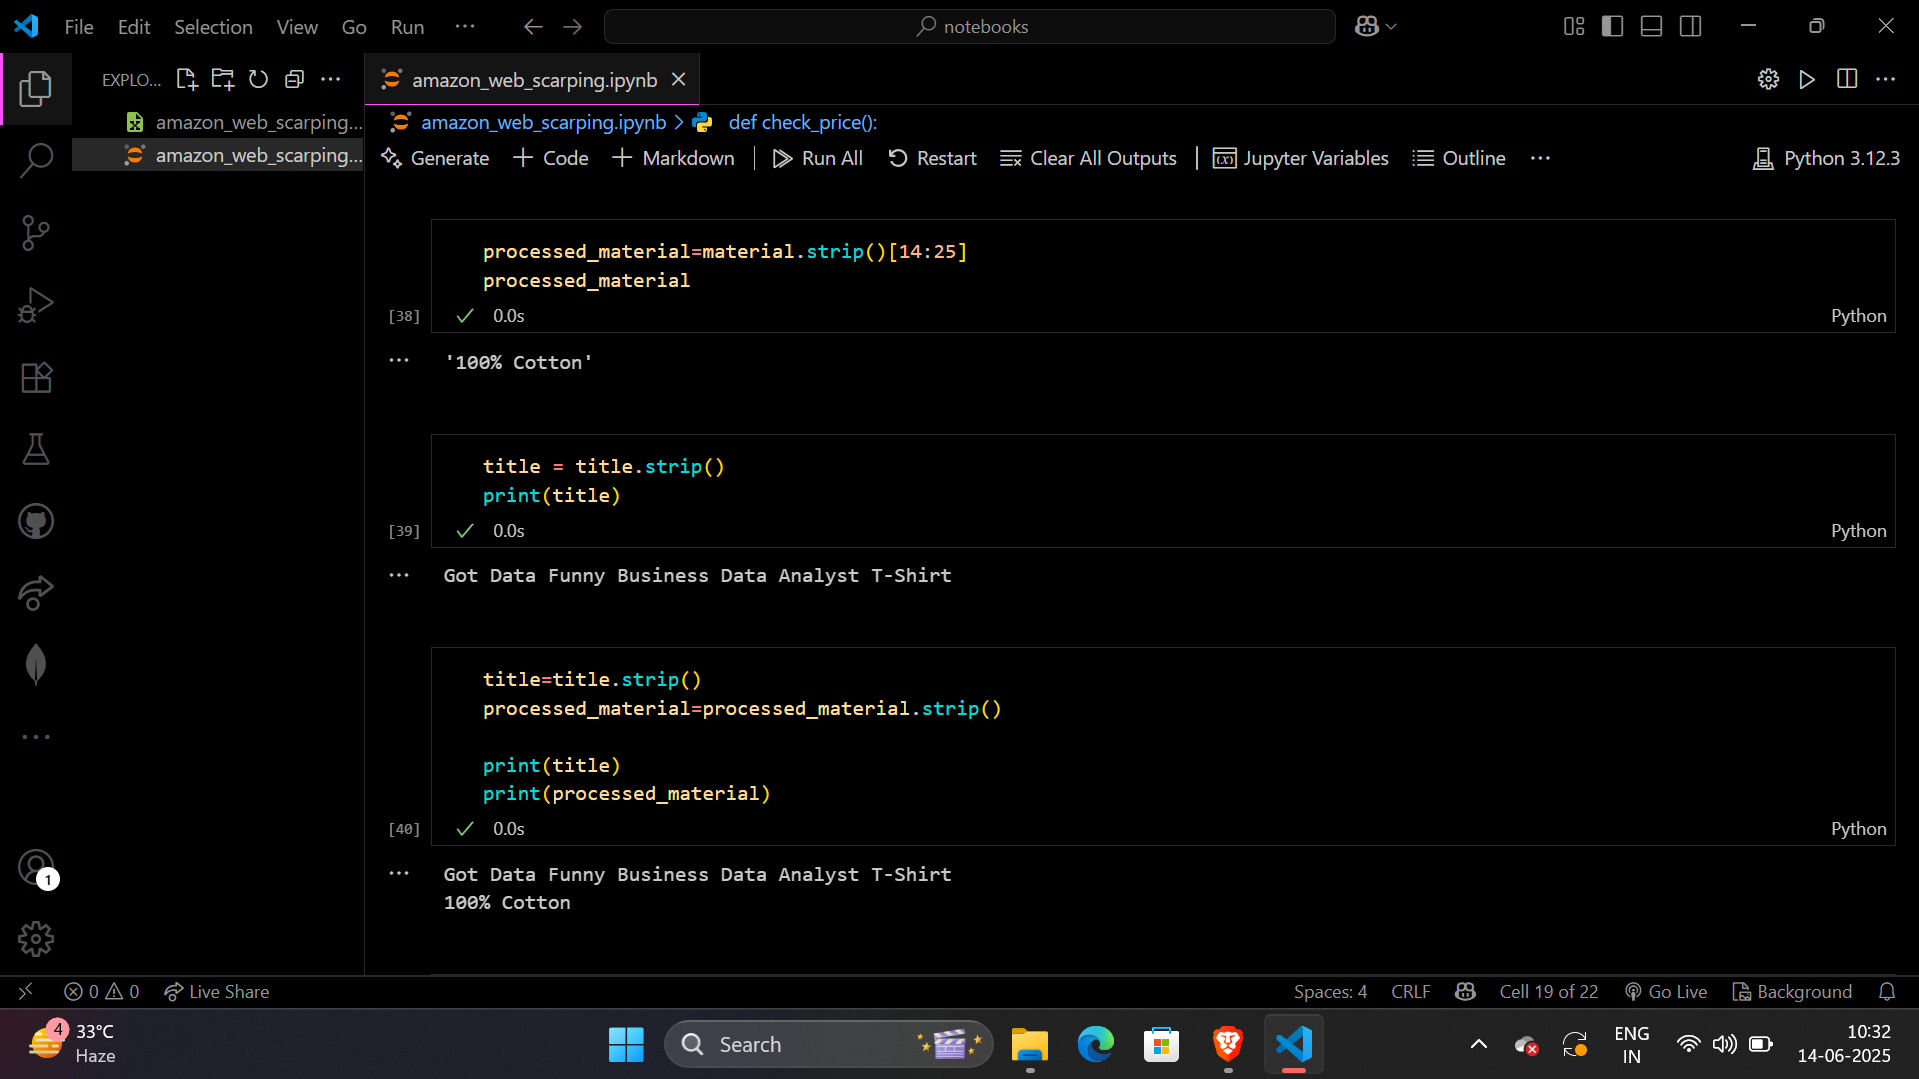 File Edit Selection View Go Run ··· notebooks
EXPLO... ···
amazon_web_scarping.ipynb
amazon_web_scarping...
amazon_web_scarping...
amazon_web_scarping.ipynb > def check_price():
Generate + Code + Markdown | Run All Restart Clear All Outputs | Jupyter Variables Outline ··· Python 3.12.3
processed_material=material.strip()[14:25]
processed_material
[38] ✓ 0.0s Python
··· '100% Cotton'
title = title.strip()
print(title)
[39] ✓ 0.0s Python
··· Got Data Funny Business Data Analyst T-Shirt
title=title.strip()
processed_material=processed_material.strip()
print(title)
print(processed_material)
[40] ✓ 0.0s Python
··· Got Data Funny Business Data Analyst T-Shirt
100% Cotton
1
0 0 Live Share Spaces: 4 CRLF Cell 19 of 22 Go Live Background
4
33°C
Haze
Search
ENG
IN
10:32
14-06-2025